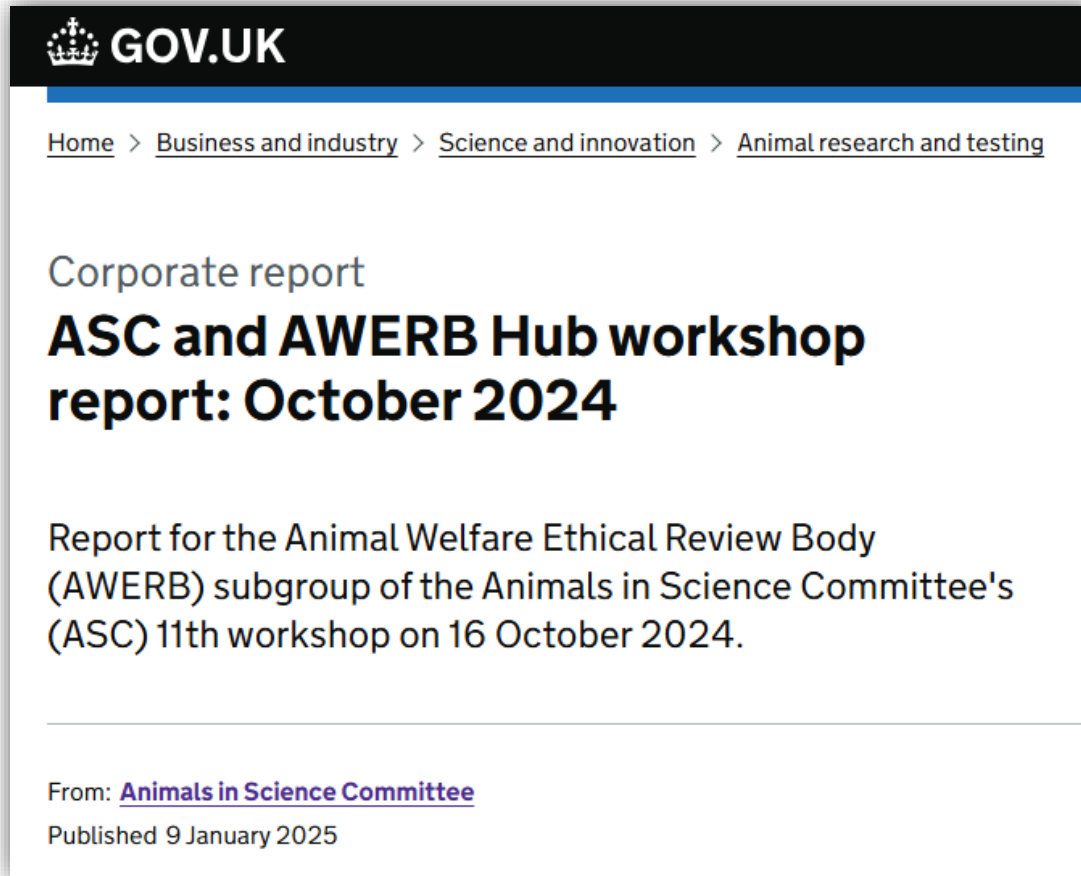 GOV.UK
Home > Business and industry > Science and innovation > Animal research and testing
Corporate report
ASC and AWERB Hub workshop
report: October 2024
Report for the Animal Welfare Ethical Review Body
(AWERB) subgroup of the Animals in Science Committee's
(ASC) 11th workshop on 16 October 2024.
From: Animals in Science Committee
Published 9 January 2025